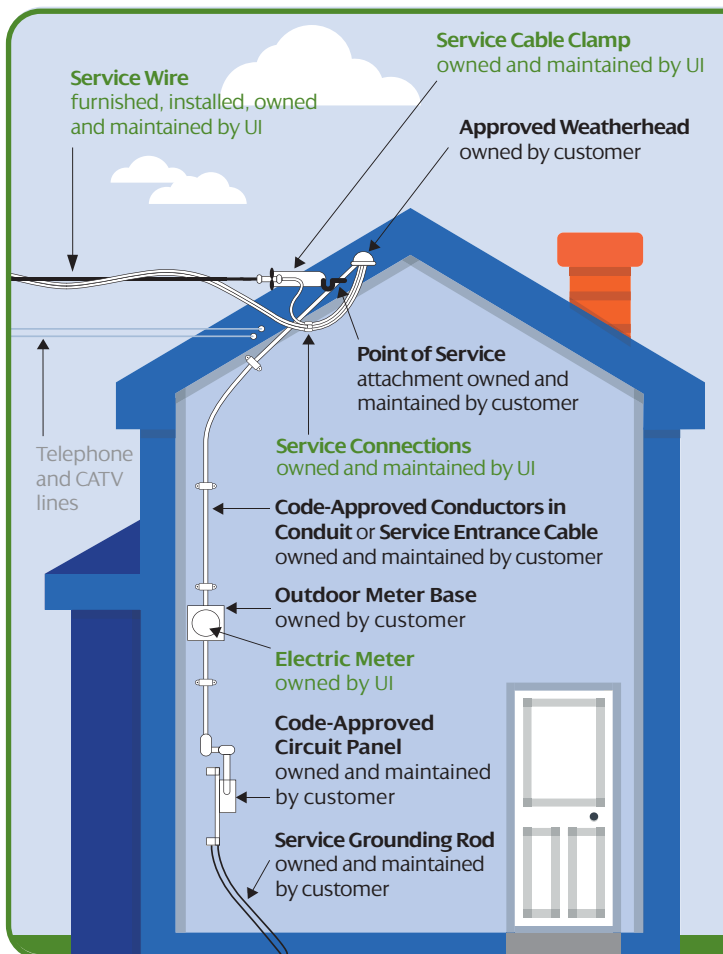 Service Cable Clamp
owned and maintained by UI
Service Wire
furnished, installed, owned
and maintained by UI
Approved Weatherhead
owned by customer
Point of Service
attachment owned and
maintained by customer
Telephone
and CATV
lines
Service Connections
owned and maintained by UI
Code-Approved Conductors in
Conduit or Service Entrance Cable
owned and maintained by customer
Outdoor Meter Base
owned by customer
Electric Meter
owned by UI
Code-Approved
Circuit Panel
owned and maintained
by customer
Service Grounding Rod
owned and maintained
by customer